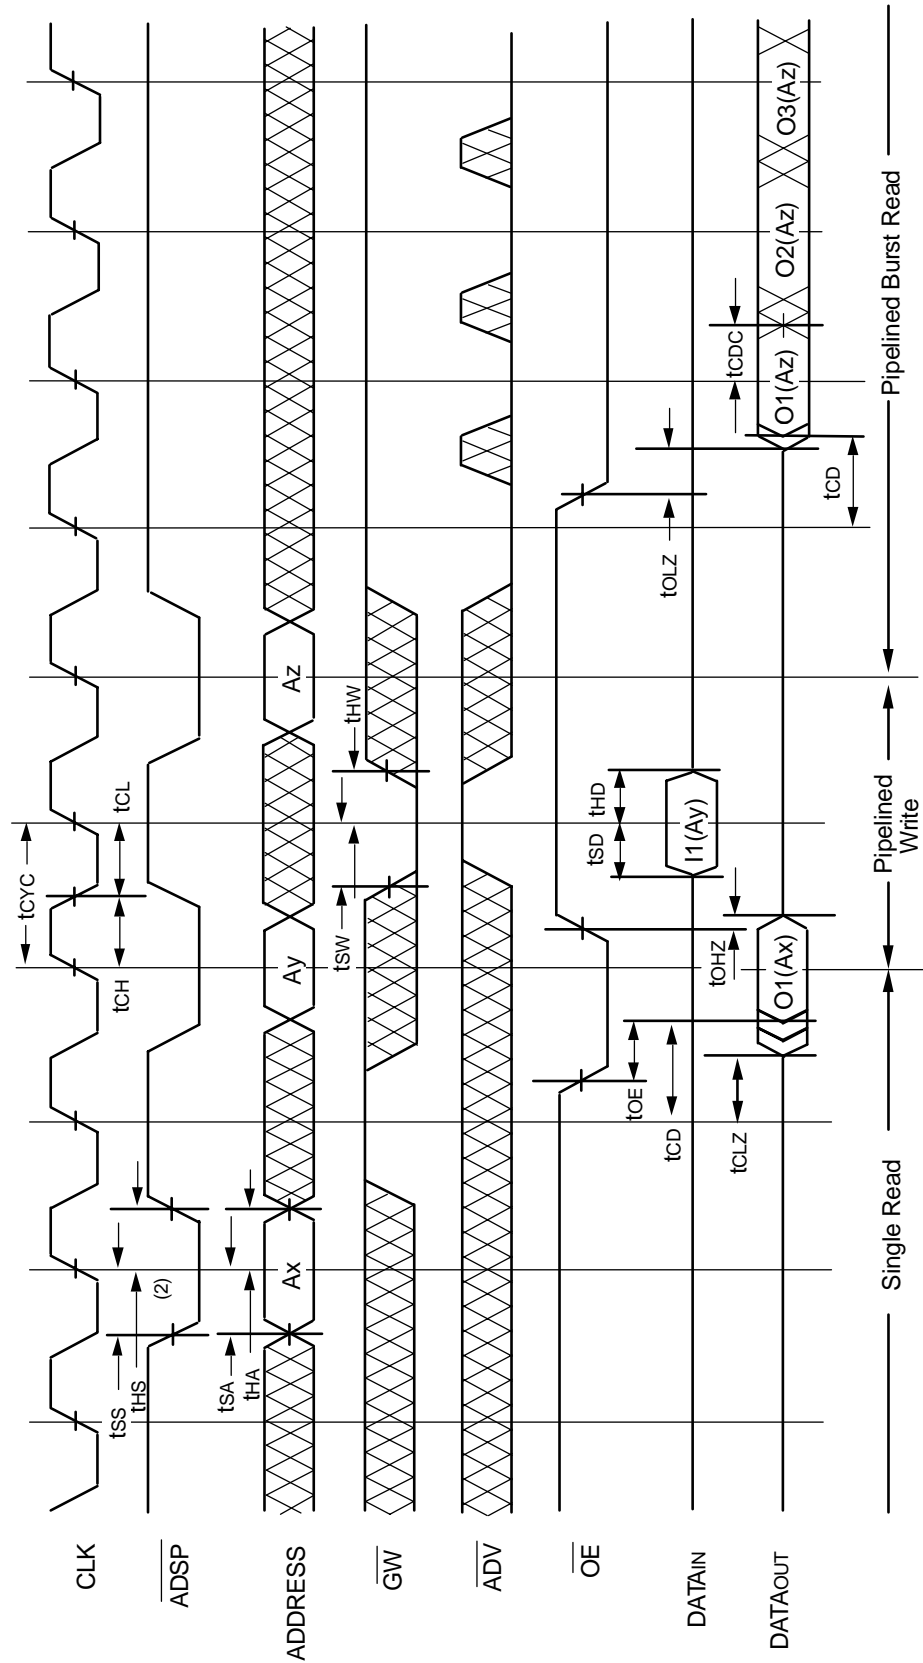 CLK
tCYC
tCH
tCL
ADSP
tSS
tHS
(2)
ADDRESS
tSA
tHA
Ax
Ay
Az
GW
tSW
tHW
ADV
OE
tOE
tOHZ
tOLZ
DATAIN
tSD
tHD
I1(Ay)
tCD
DATAOUT
tCLZ
O1(Ax)
tCD
O1(Az)
tCDC
O2(Az)
O3(Az)
Single Read
Pipelined
Write
Pipelined Burst Read